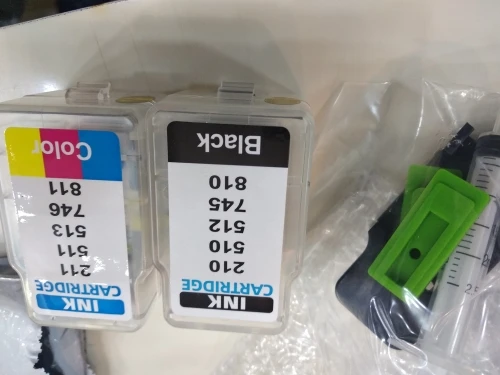 INK
CARTRIDGE
211
511
513
746
811
Color
INK
CARTRIDGE
210
510
512
745
810
Black